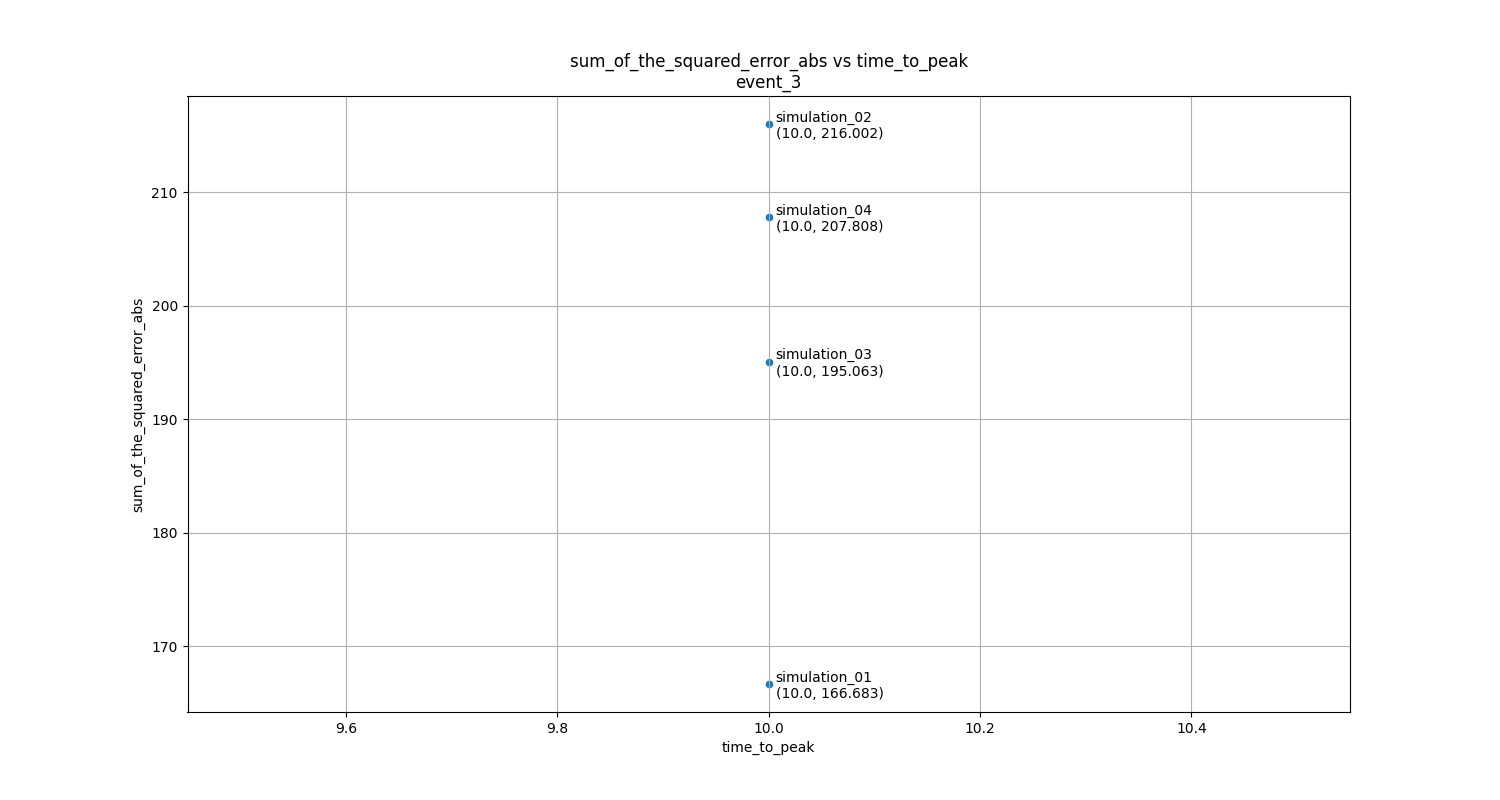 sum_of_the_squared_error_abs vs time_to_peak
event_3
simulation_02
(10.0, 216.002)
210
simulation_04
(10.0, 207.808)
200
simulation_03
(10.0, 195.063)
190
180
170
simulation_01
(10.0, 166.683)
sum_of_the_squared_error_abs
9.6
9.8
10.0
10.2
10.4
time_to_peak